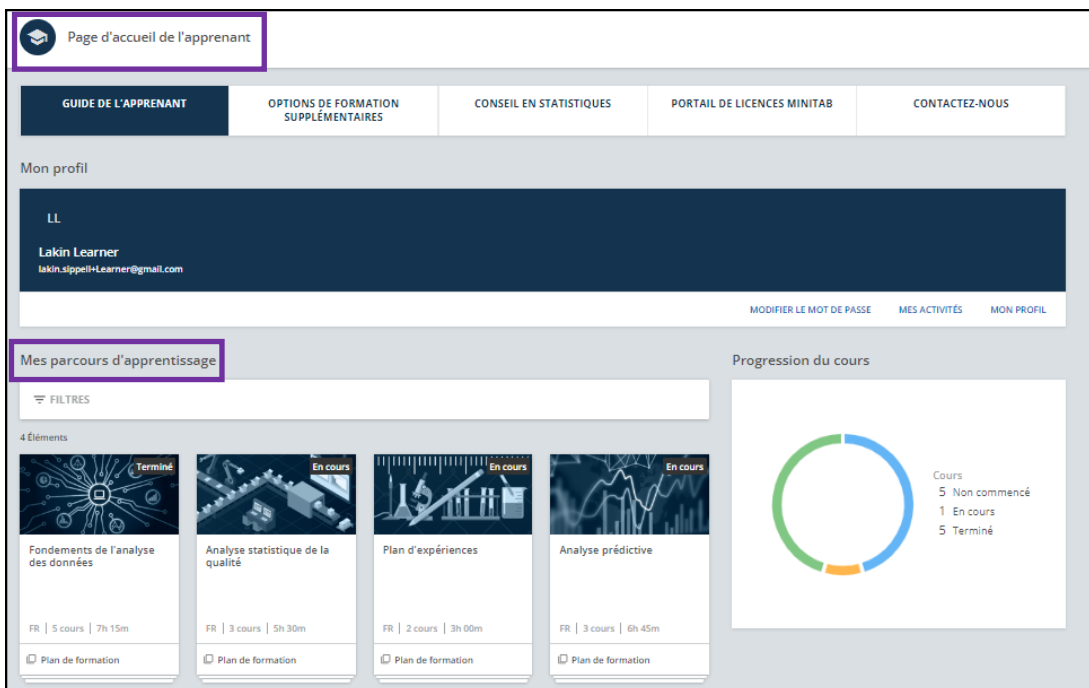 Page d'accueil de l'apprenant
GUIDE DE L'APPRENANT
OPTIONS DE FORMATION
SUPPLÉMENTAIRES
CONSEIL EN STATISTIQUES
PORTAIL DE LICENCES MINITAB
CONTACTEZ-NOUS
Mon profil
LL
Lakin Learner
lakin.sippell+Learner@gmail.com
MODIFIER LE MOT DE PASSE
MES ACTIVITÉS
MON PROFIL
Mes parcours d'apprentissage
FILTRES
4 Éléments
Terminé
Fondements de l'analyse
des données
FR | 5 cours | 7h 15m
Plan de formation
En cours
Analyse statistique de la
qualité
FR | 3 cours | 5h 30m
Plan de formation
En cours
Plan d'expériences
FR | 2 cours | 3h 00m
Plan de formation
En cours
Analyse prédictive
FR | 3 cours | 6h 45m
Plan de formation
Progression du cours
Cours
5 Non commencé
1 En cours
5 Terminé